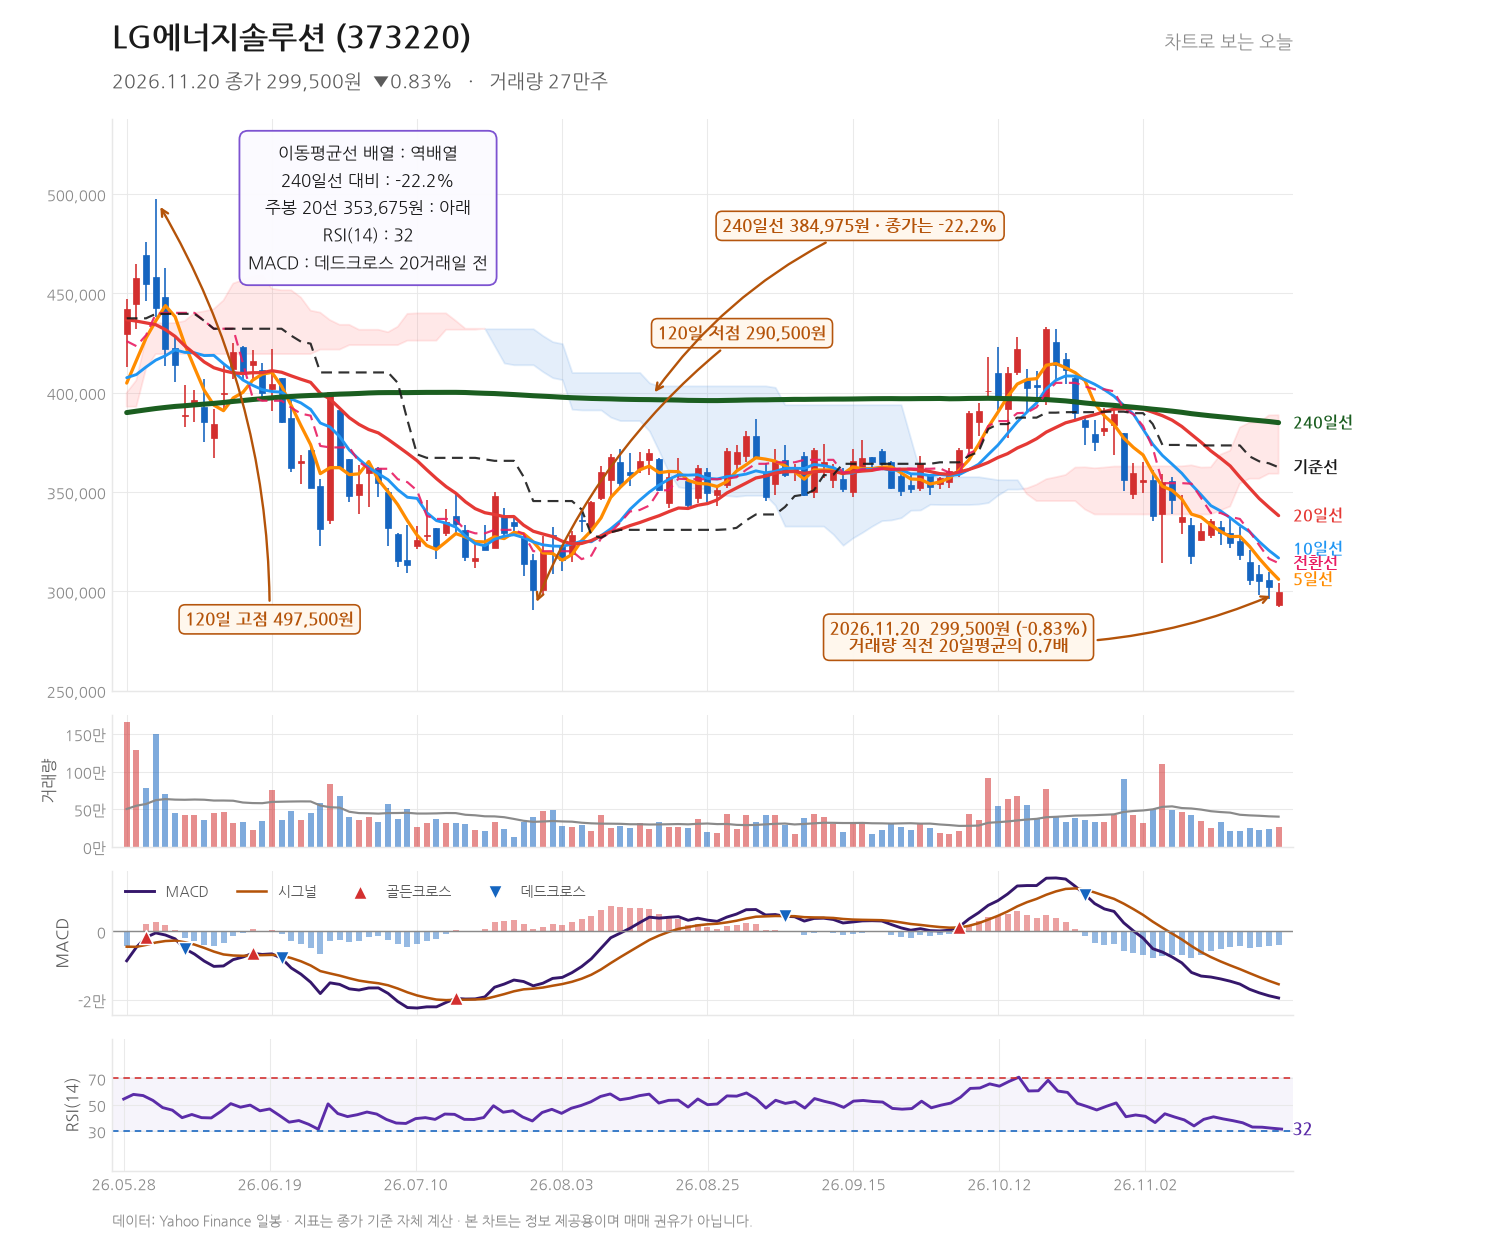 LG에너지솔루션 (373220)
차트로 보는 오늘
2026.11.20 종가 299,500원 ▼0.83% · 거래량 27만주
이동평균선 배열 : 역배열
240일선 대비 : -22.2%
주봉 20선 353,675원 : 아래
RSI(14) : 32
MACD : 데드크로스 20거래일 전
240일선 384,975원 · 종가는 -22.2%
120일 저점 290,500원
120일 고점 497,500원
2026.11.20 299,500원 (-0.83%)
거래량 직전 20일평균의 0.7배
500,000
450,000
400,000
350,000
300,000
250,000
240일선
기준선
20일선
10일선
전환선
5일선
거래량
150만
100만
50만
0만
MACD
MACD
시그널
골든크로스
데드크로스
0
-2만
RSI(14)
70
50
30
32
26.05.28
26.06.19
26.07.10
26.08.03
26.08.25
26.09.15
26.10.12
26.11.02
데이터: Yahoo Finance 일봉 · 지표는 종가 기준 자체 계산 · 본 차트는 정보 제공용이며 매매 권유가 아닙니다.